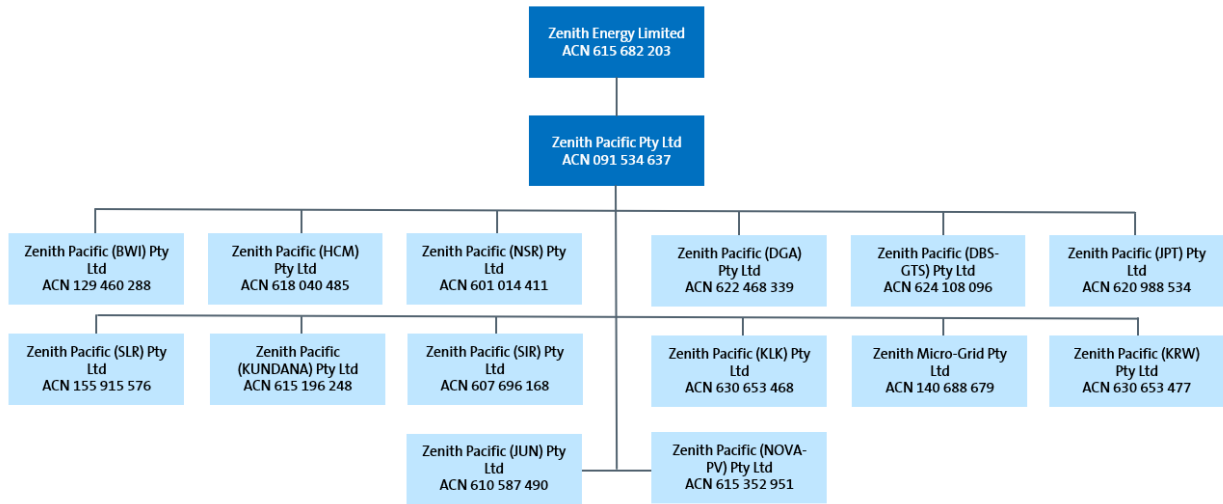 Zenith Energy Limited
ACN 615 682 203
Zenith Pacific Pty Ltd
ACN 091 534 637
Zenith Pacific (BWI) Pty
Ltd
ACN 129 460 288
Zenith Pacific (HCM)
Pty Ltd
ACN 618 040 485
Zenith Pacific (NSR) Pty
Ltd
ACN 601 014 411
Zenith Pacific (DGA)
Pty Ltd
ACN 622 468 339
Zenith Pacific (DBS-
GTS) Pty Ltd
ACN 624 108 096
Zenith Pacific (JPT) Pty
Ltd
ACN 620 988 534
Zenith Pacific (SLR) Pty
Ltd
ACN 155 915 576
Zenith Pacific
(KUNDANA) Pty Ltd
ACN 615 196 248
Zenith Pacific (SIR) Pty
Ltd
ACN 607 696 168
Zenith Pacific (KLK) Pty
Ltd
ACN 630 653 468
Zenith Micro-Grid Pty
Ltd
ACN 140 688 679
Zenith Pacific (KRW)
Pty Ltd
ACN 630 653 477
Zenith Pacific (JUN) Pty
Ltd
ACN 610 587 490
Zenith Pacific (NOVA-
PV) Pty Ltd
ACN 615 352 951